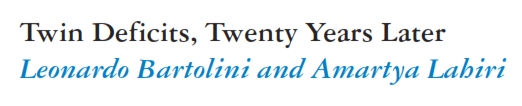 Twin Deficits, Twenty Years Later
Leonardo Bartolini and Amartya Lahiri